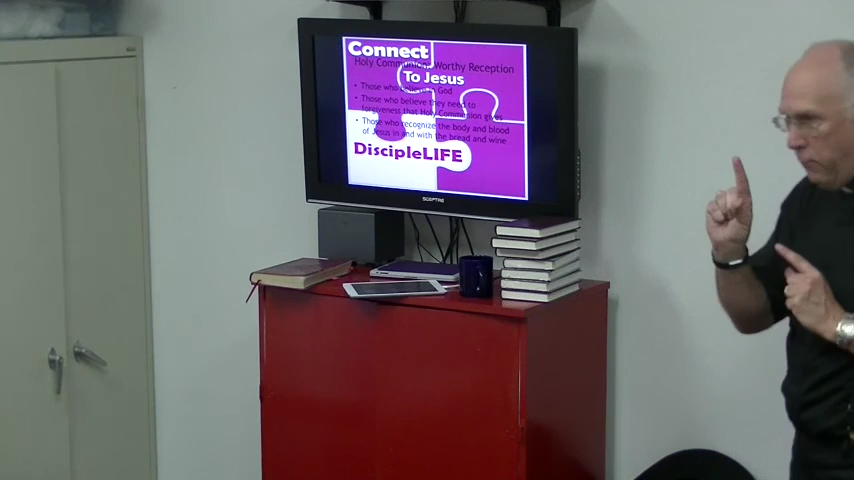 Connect
Holy Communion: Worthy Reception
To Jesus
• Those who believe in God
• Those who believe they need to
forgiveness that Holy Communion gives
• Those who recognize the body and blood
of Jesus in and with the bread and wine
DiscipleLIFE
SCEPTRE